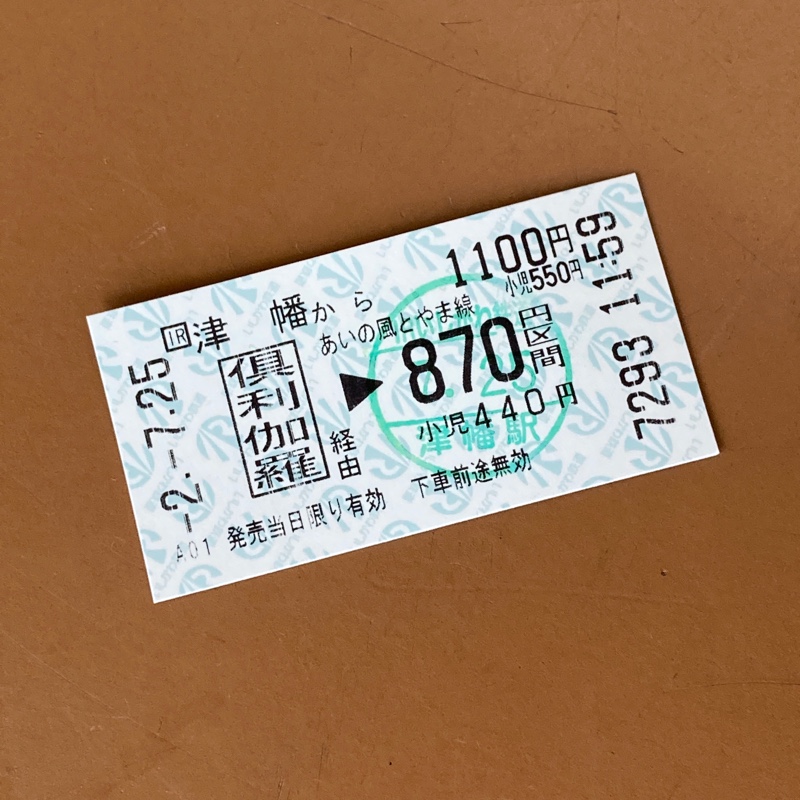 1100円
小児550円
IR津 幡から
あいの風とやま線
倶利伽羅
経由
▶870円区間
小児440円
A01 発売当日限り有効 下車前途無効
-2.-7.25
7293 11:59
津幡駅